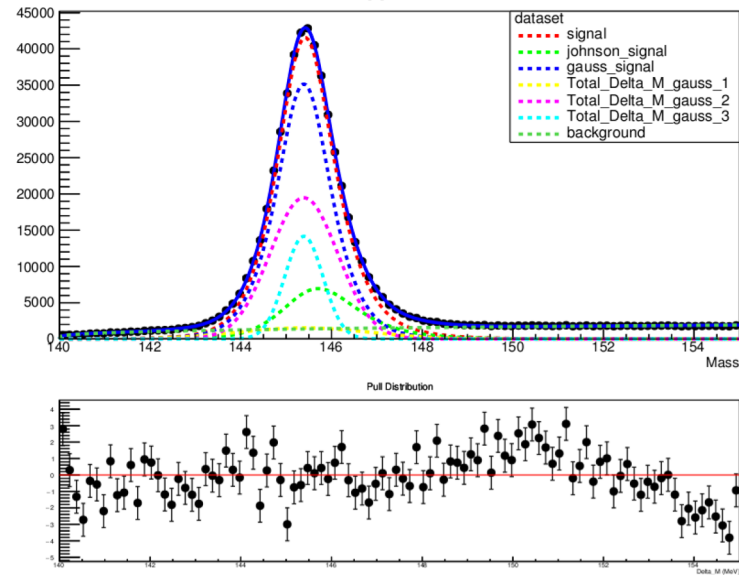 45000
40000
35000
30000
25000
20000
15000
10000
5000
0
140 142 144 146 148 150 152 154
Mass
dataset
signal
johnson_signal
gauss_signal
Total_Delta_M_gauss_1
Total_Delta_M_gauss_2
Total_Delta_M_gauss_3
background
Pull Distribution
4
3
2
1
0
−1
−2
−3
−4
−5
140 142 144 146 148 150 152 154